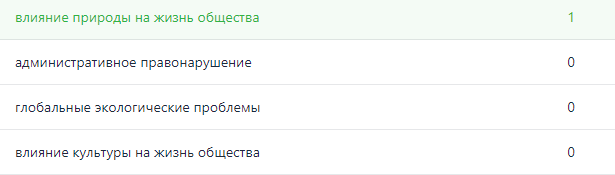 влияние природы на жизнь общества 1
административное правонарушение 0
глобальные экологические проблемы 0
влияние культуры на жизнь общества 0